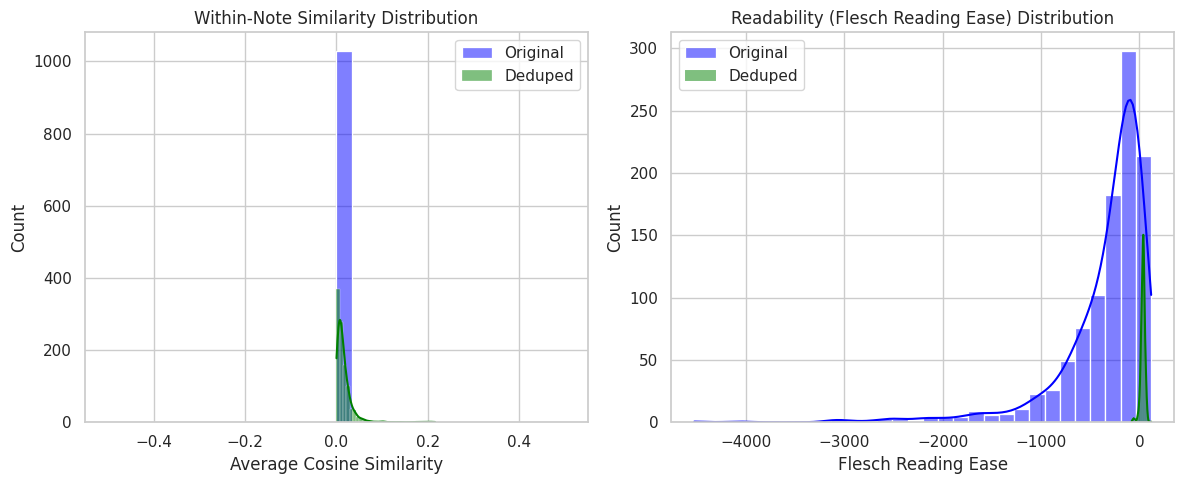 Within-Note Similarity Distribution
Original
Deduped
1000
800
600
400
200
0
Count
−0.4
−0.2
0.0
0.2
0.4
Average Cosine Similarity
Readability (Flesch Reading Ease) Distribution
Original
Deduped
300
250
200
150
100
50
0
Count
−4000
−3000
−2000
−1000
0
Flesch Reading Ease